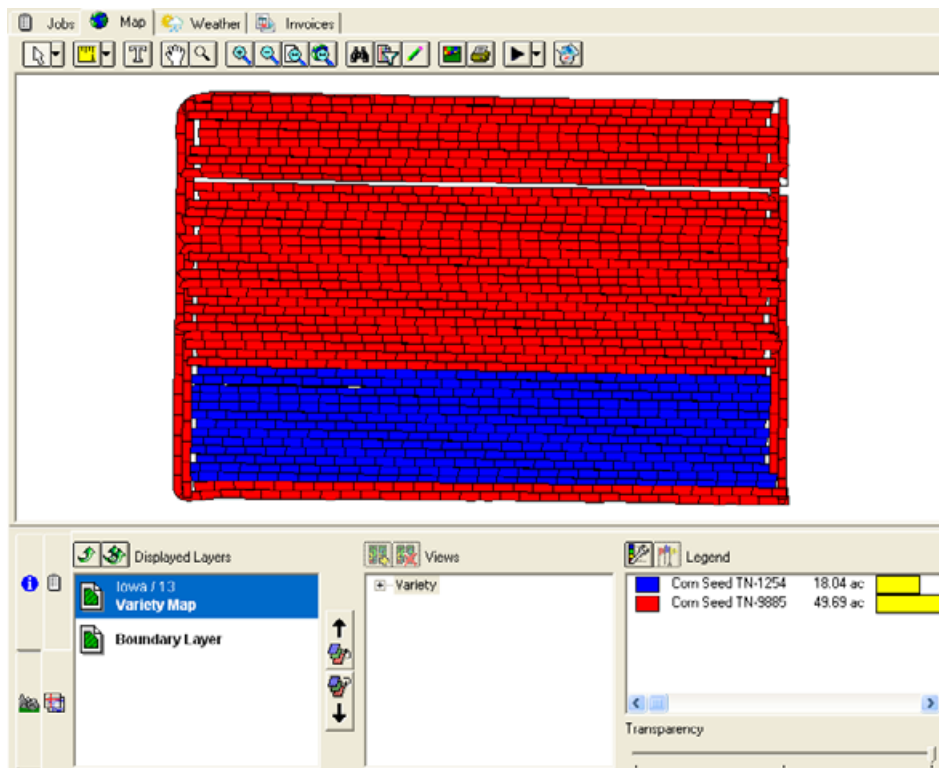 Jobs Map Weather Invoices
T
Displayed Layers
Iowa / 13
Variety Map
Boundary Layer
Views
Variety
Legend
Corn Seed TN-1254 18.04 ac
Corn Seed TN-9885 49.69 ac
Transparency